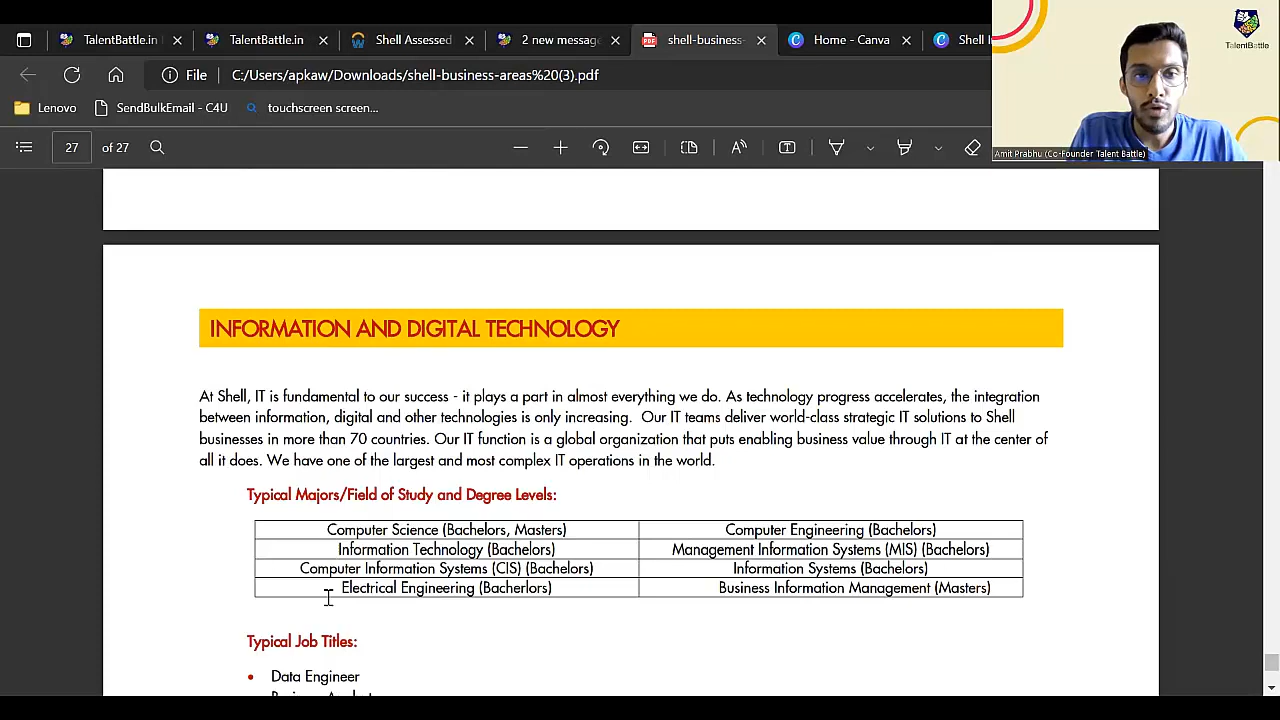 TalentBattle.in
TalentBattle.in
Shell Assessed
2 new messag
shell-business-
Home - Canva
Shell
TalentBattle
File
C:/Users/apkaw/Downloads/shell-business-areas%20(3).pdf
Lenovo
SendBulkEmail - C4U
touchscreen screen...
27
of 27
Amit Prabhu (Co-Founder Talent Battle)
INFORMATION AND DIGITAL TECHNOLOGY
At Shell, IT is fundamental to our success - it plays a part in almost everything we do. As technology progress accelerates, the integration
between information, digital and other technologies is only increasing. Our IT teams deliver world-class strategic IT solutions to Shell
businesses in more than 70 countries. Our IT function is a global organization that puts enabling business value through IT at the center of
all it does. We have one of the largest and most complex IT operations in the world.
Typical Majors/Field of Study and Degree Levels:
Computer Science (Bachelors, Masters)
Computer Engineering (Bachelors)
Information Technology (Bachelors)
Management Information Systems (MIS) (Bachelors)
Computer Information Systems (CIS) (Bachelors)
Information Systems (Bachelors)
Electrical Engineering (Bacherlors)
Business Information Management (Masters)
Typical Job Titles:
Data Engineer